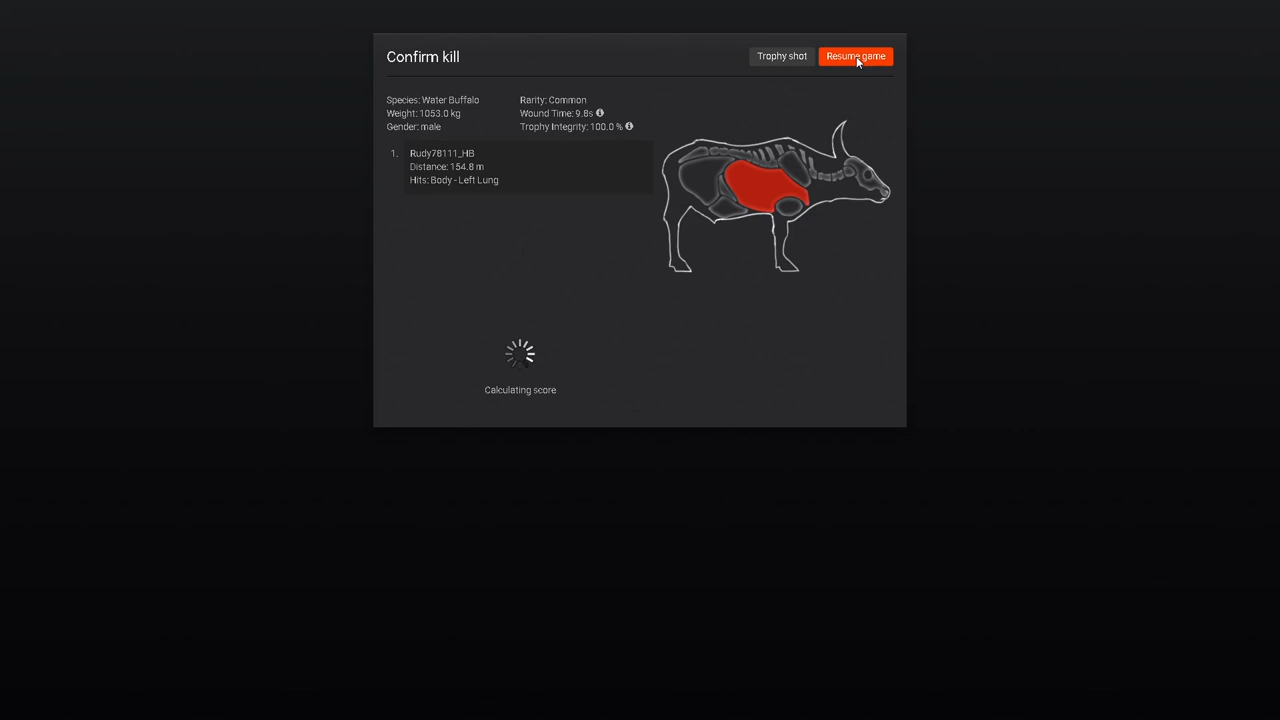 Confirm kill
Trophy shot
Resume game
Species: Water Buffalo
Weight: 1053.0 kg
Gender: male
Rarity: Common
Wound Time: 9.8s
Trophy Integrity: 100.0 %
1.
Rudy78111_HB
Distance: 154.8 m
Hits: Body - Left Lung
Calculating score